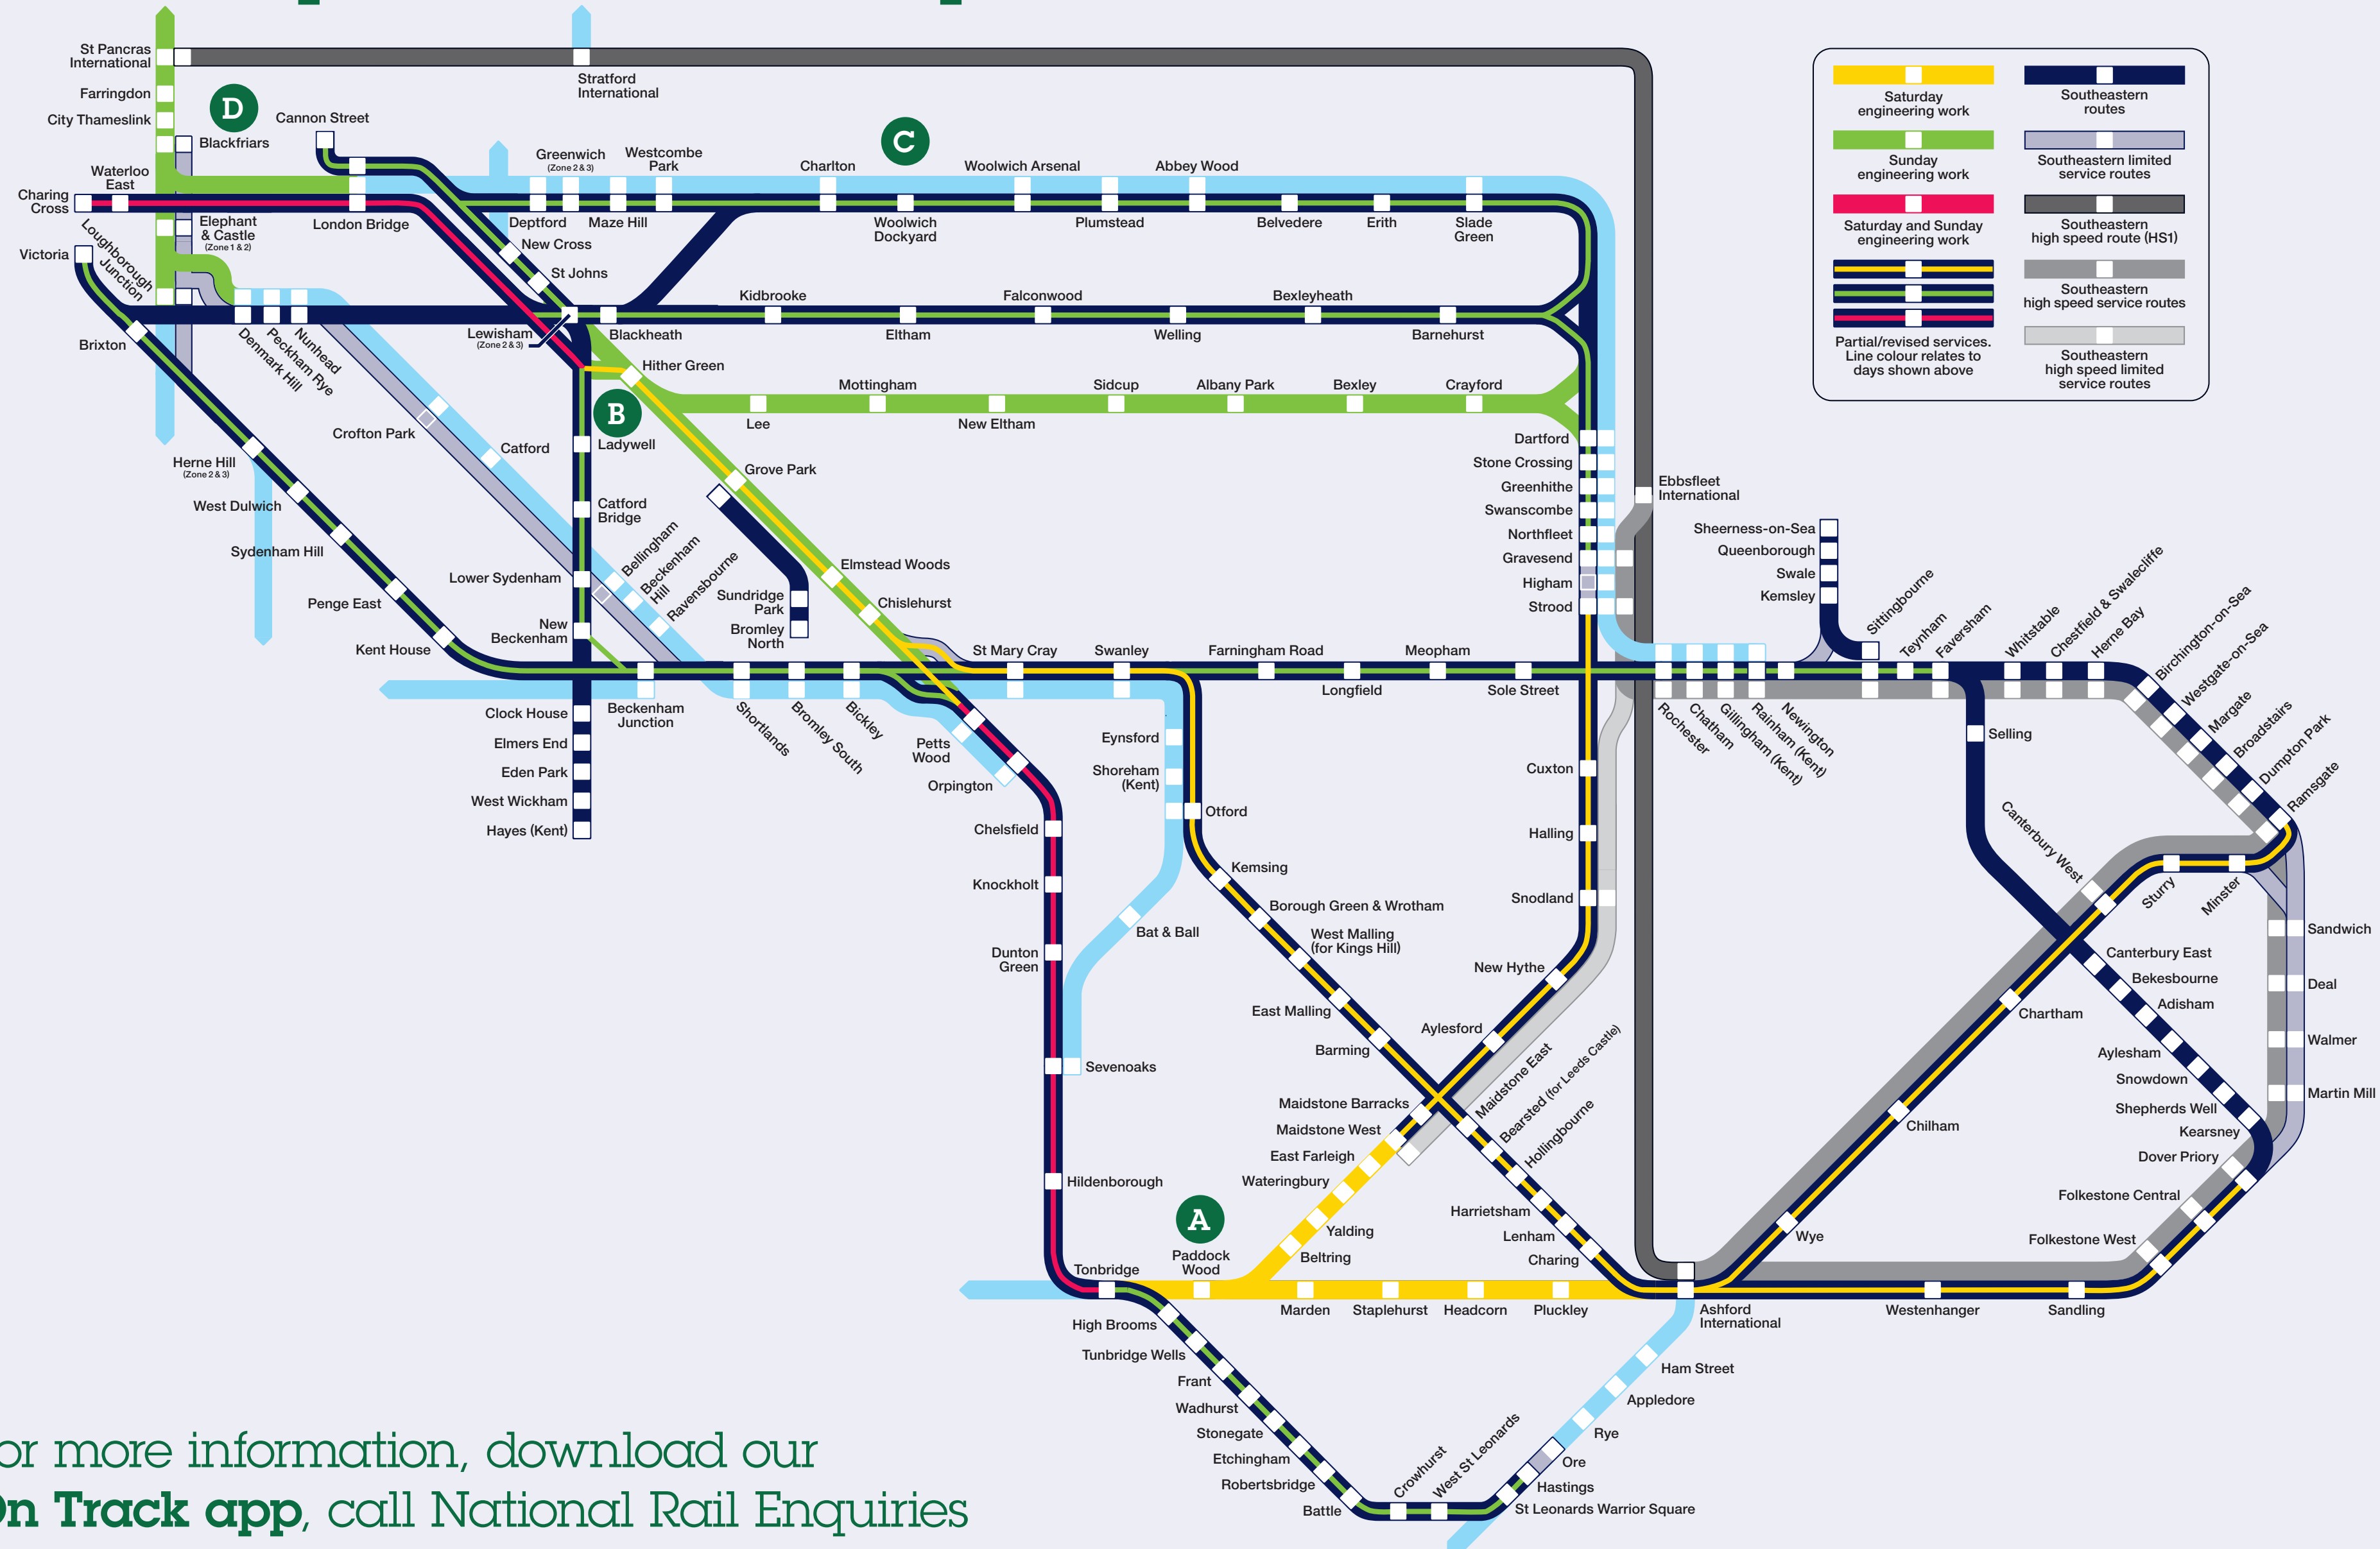 St Pancras
International
Farringdon
City Thameslink
D
Blackfriars
Cannon Street
Stratford
International
Waterloo
East
Charing
Cross
Elephant
& Castle
(Zone 1 & 2)
London Bridge
Victoria
Loughborough
Junction
Brixton
Denmark Hill
Peckham Rye
Nunhead
Greenwich
(Zone 2 & 3)
Westcombe
Park
Deptford
Maze Hill
New Cross
St Johns
Lewisham
(Zone 2 & 3)
Charlton
C
Woolwich
Dockyard
Woolwich Arsenal
Plumstead
Abbey Wood
Belvedere
Erith
Slade
Green
Blackheath
Kidbrooke
Eltham
Falconwood
Welling
Bexleyheath
Barnehurst
Hither Green
B
Lee
Mottingham
New Eltham
Sidcup
Albany Park
Bexley
Crayford
Saturday
engineering work
Sunday
engineering work
Saturday and Sunday
engineering work
Partial/revised services.
Line colour relates to
days shown above
Southeastern
routes
Southeastern limited
service routes
Southeastern
high speed route (HS1)
Southeastern
high speed service routes
Southeastern
high speed limited
service routes
Crofton Park
Catford
Herne Hill
(Zone 2 & 3)
West Dulwich
Sydenham Hill
Penge East
Kent House
Ladywell
Catford
Bridge
Lower Sydenham
New
Beckenham
Bellingham
Beckenham
Hill
Ravensbourne
Grove Park
Sundridge
Park
Bromley
North
Elmstead Woods
Chislehurst
Clock House
Elmers End
Eden Park
West Wickham
Hayes (Kent)
Beckenham
Junction
Shortlands
Bromley South
Bickley
Petts
Wood
Orpington
St Mary Cray
Swanley
Farningham Road
Longfield
Meopham
Sole Street
Dartford
Stone Crossing
Greenhithe
Swanscombe
Northfleet
Gravesend
Higham
Strood
Ebbsfleet
International
Rochester
Chatham
Gillingham (Kent)
Rainham (Kent)
Newington
Sheerness-on-Sea
Queenborough
Swale
Kemsley
Sittingbourne
Teynham
Faversham
Whitstable
Chestfield & Swalecliffe
Herne Bay
Birchington-on-Sea
Westgate-on-Sea
Margate
Broadstairs
Dumpton Park
Ramsgate
Chelsfield
Knockholt
Dunton
Green
Sevenoaks
Hildenborough
Tonbridge
Eynsford
Shoreham
(Kent)
Otford
Bat & Ball
Kemsing
Borough Green & Wrotham
West Malling
(for Kings Hill)
East Malling
Barming
Cuxton
Halling
Snodland
New Hythe
Aylesford
Maidstone Barracks
Maidstone West
East Farleigh
Wateringbury
Yalding
Beltring
Maidstone East
Bearsted (for Leeds Castle)
Hollingbourne
Harrietsham
Lenham
Charing
A
Paddock
Wood
Marden
Staplehurst
Headcorn
Pluckley
Ashford
International
Selling
Canterbury West
Sturry
Minster
Canterbury East
Bekesbourne
Adisham
Aylesham
Snowdown
Shepherds Well
Kearsney
Dover Priory
Folkestone Central
Folkestone West
Sandwich
Deal
Walmer
Martin Mill
Chartham
Chilham
Wye
Westenhanger
Sandling
High Brooms
Tunbridge Wells
Frant
Wadhurst
Stonegate
Etchingham
Robertsbridge
Battle
Crowhurst
West St Leonards
St Leonards Warrior Square
Hastings
Ore
Rye
Appledore
Ham Street
or more information, download our
On Track app, call National Rail Enquiries